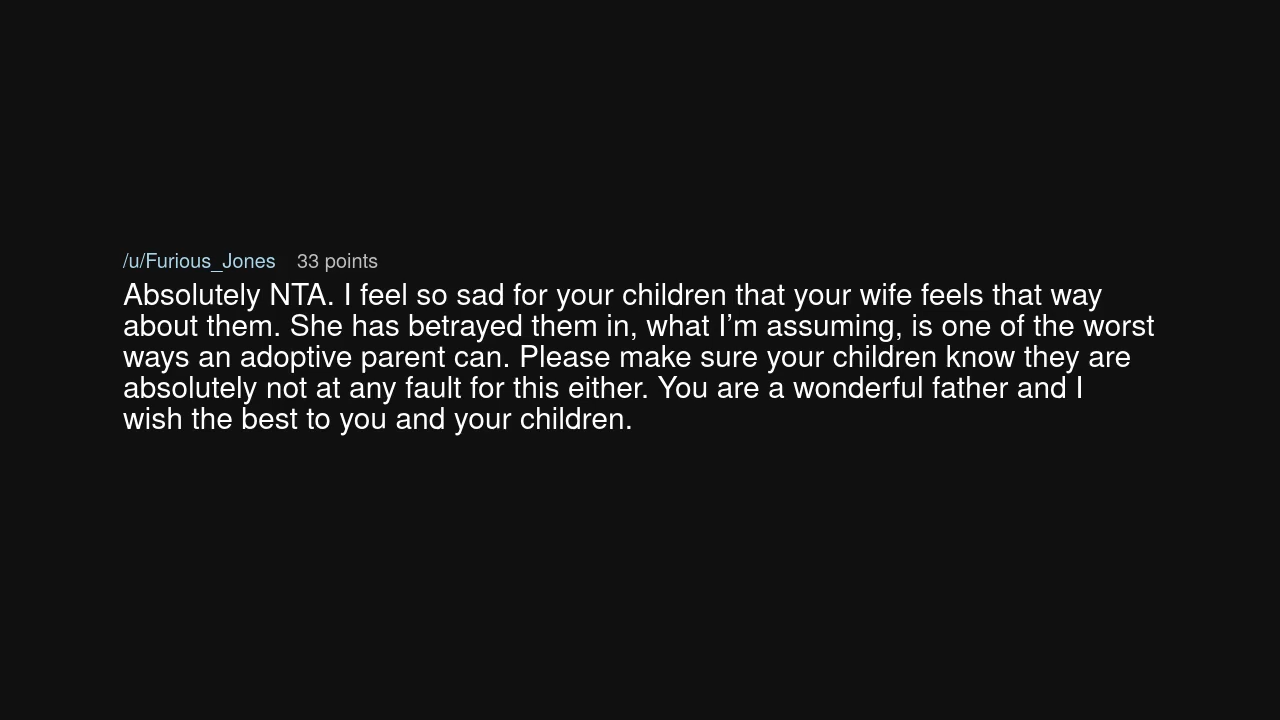 /u/Furious_Jones 33 points
Absolutely NTA. I feel so sad for your children that your wife feels that way
about them. She has betrayed them in, what I’m assuming, is one of the worst
ways an adoptive parent can. Please make sure your children know they are
absolutely not at any fault for this either. You are a wonderful father and I
wish the best to you and your children.